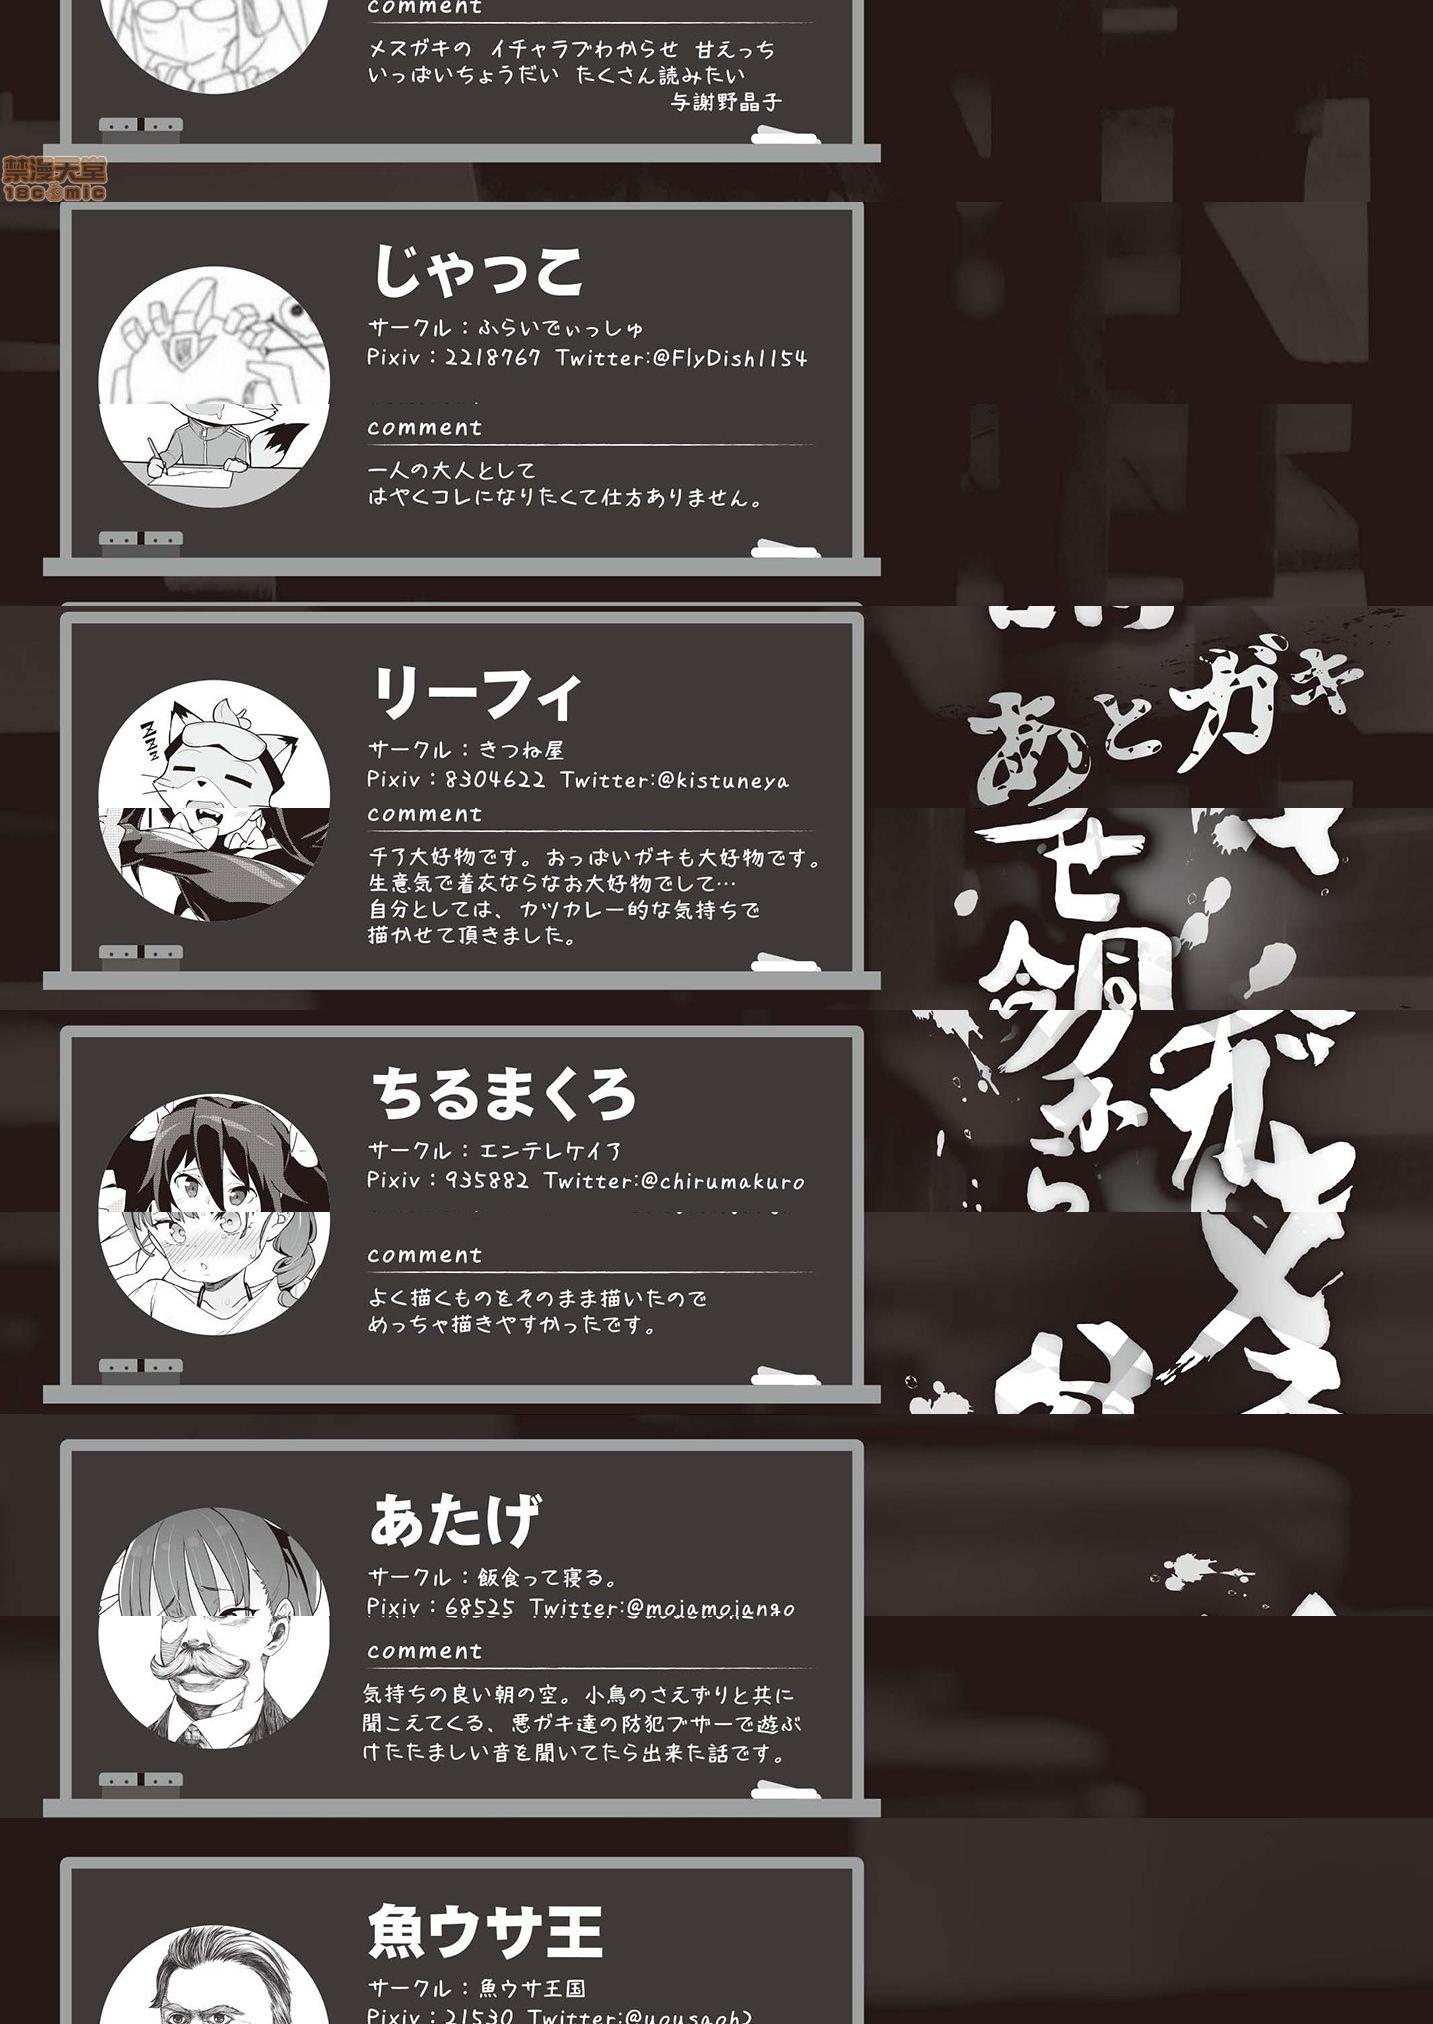 comment
メスガキの イチャラブわからせ 甘えっち
いっぱいちょうだい たくさん読みたい
与謝野晶子
禁漫天堂
18comic
じゃっこ
サークル：ふらいでぃっしゅ
Pixiv：2218767 Twitter:@FlyDish1154
comment
一人の大人として
はやくコレになりたくて仕方ありません。
リーフィ
サークル：きつね屋
Pixiv：8304622 Twitter:@kistuneya
comment
千了大好物です。おっぱいガキも大好物です。
生意気で着衣ならなお大好物でして…
自分としては、カツカレー的な気持ちで
描かせて頂きました。
あとガキ
ちるまくろ
サークル：エンテレケイア
Pixiv：935882 Twitter:@chirumakuro
comment
よく描くものをそのまま描いたので
めっちゃ描きやすかったです。
あたげ
サークル：飯食って寝る。
Pixiv：68525 Twitter:@mojamojango
comment
気持ちの良い朝の空。小鳥のさえずりと共に
聞こえてくる、悪ガキ達の防犯ブザーで遊ぶ
けたたましい音を聞いてたら出来た話です。
魚ウサ王
サークル：魚ウサ王国
Pixiv：21530